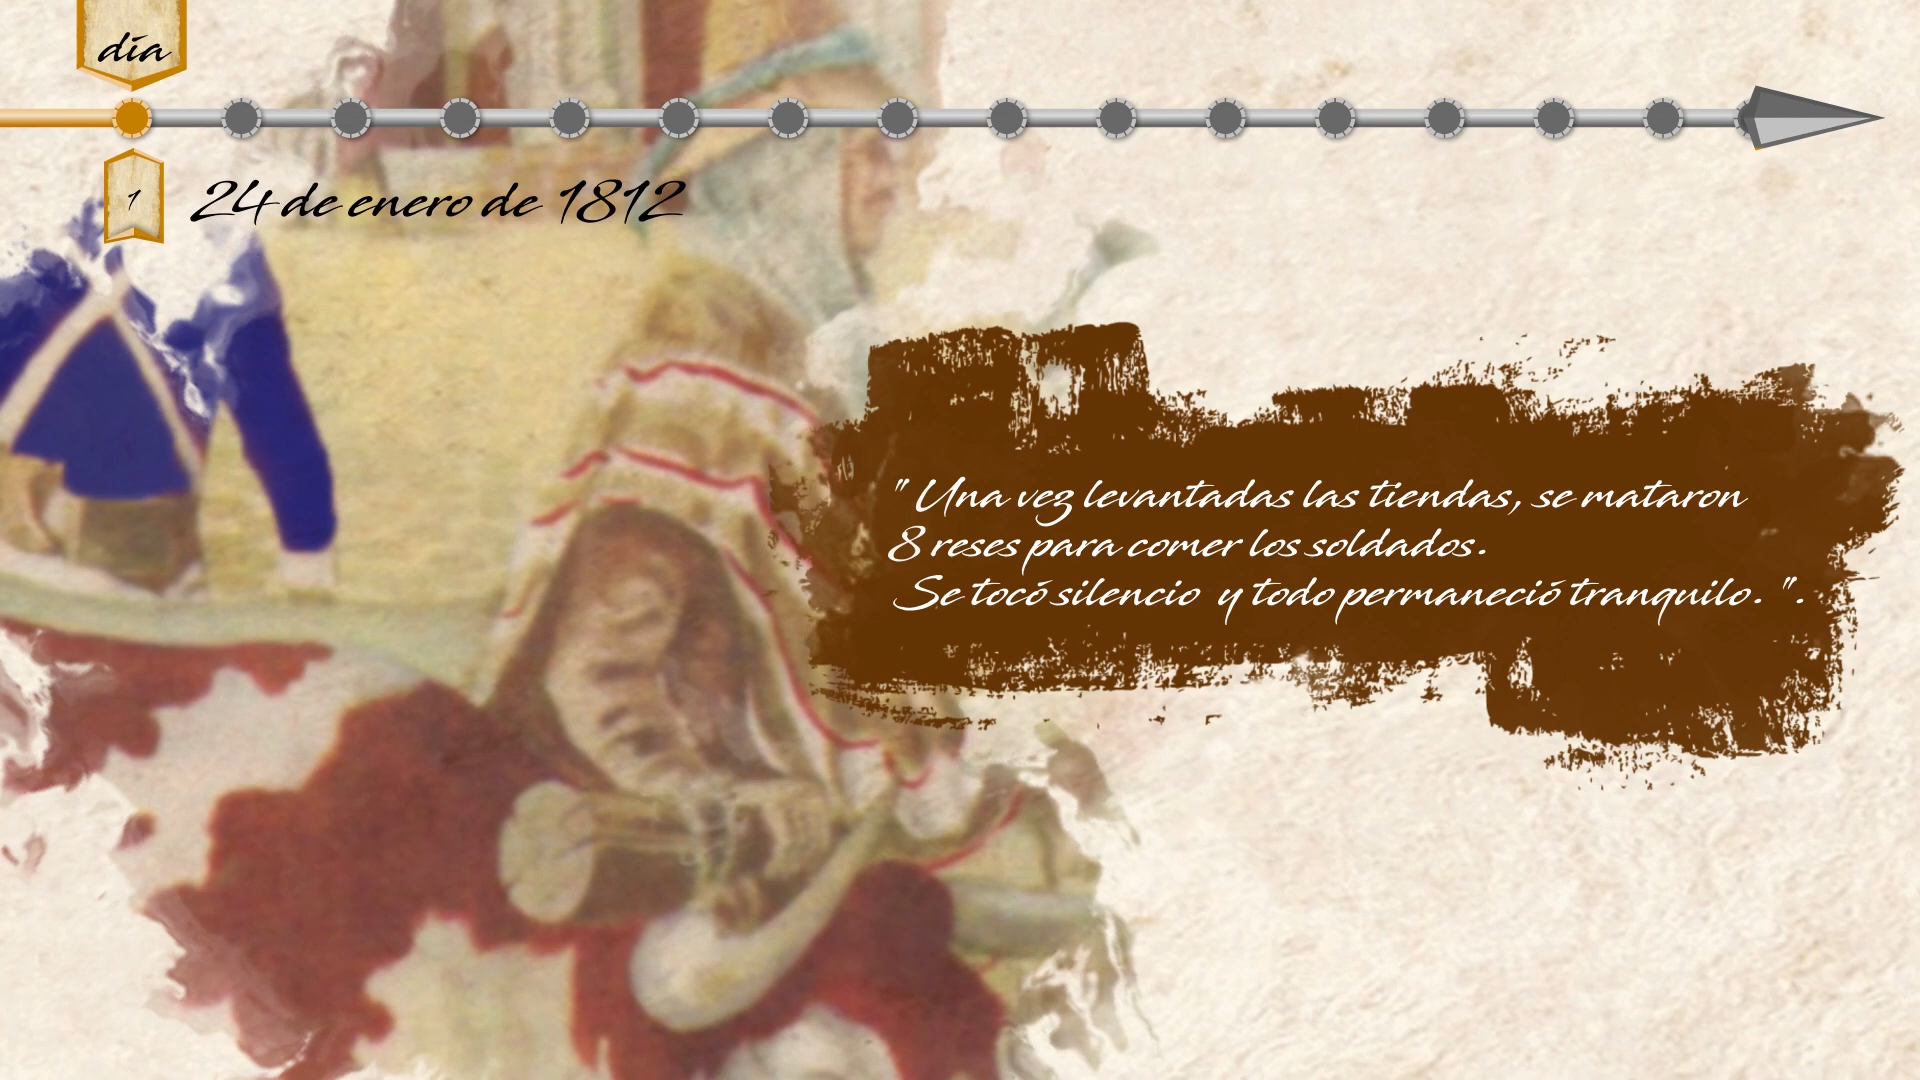 día
1
24 de enero de 1812
" Una vez levantadas las tiendas, se mataron
8 reses para comer los soldados.
Se tocó silencio y todo permaneció tranquilo. ".